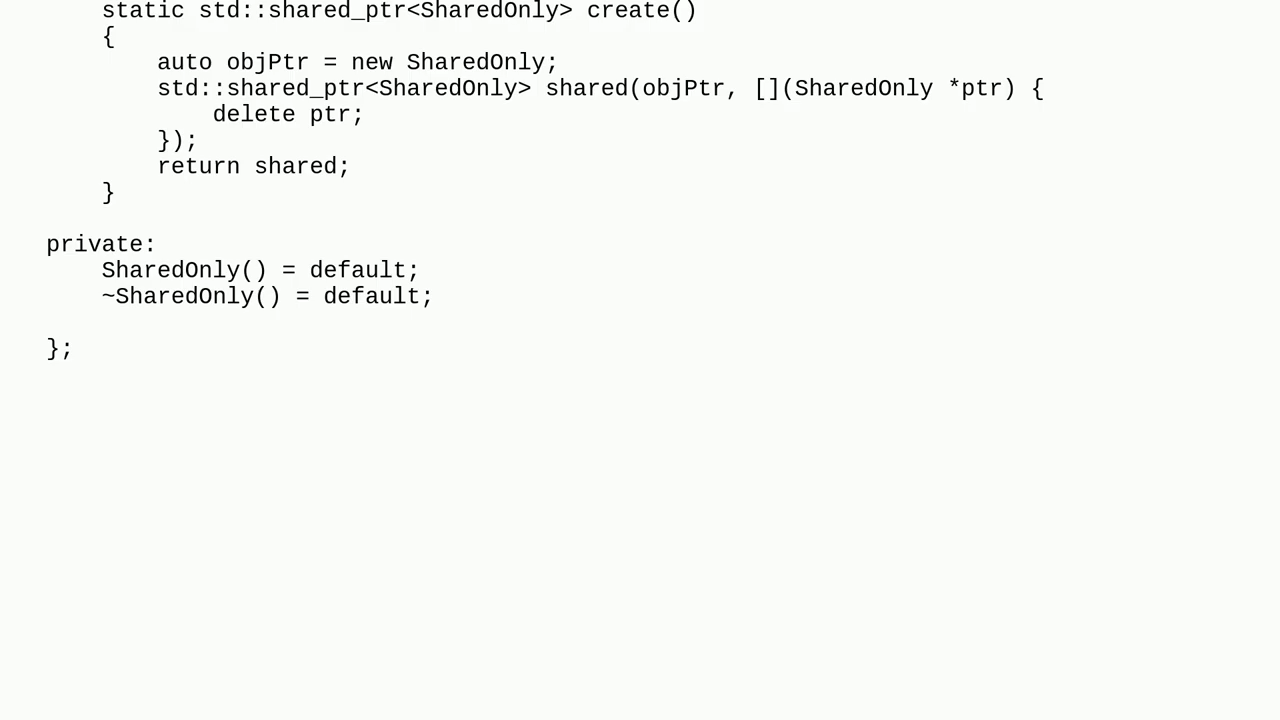 static std::shared_ptr<SharedOnly> create()
{
auto objPtr = new SharedOnly;
std::shared_ptr<SharedOnly> shared(objPtr, [](SharedOnly *ptr) {
delete ptr;
});
return shared;
}
private:
SharedOnly() = default;
~SharedOnly() = default;
};